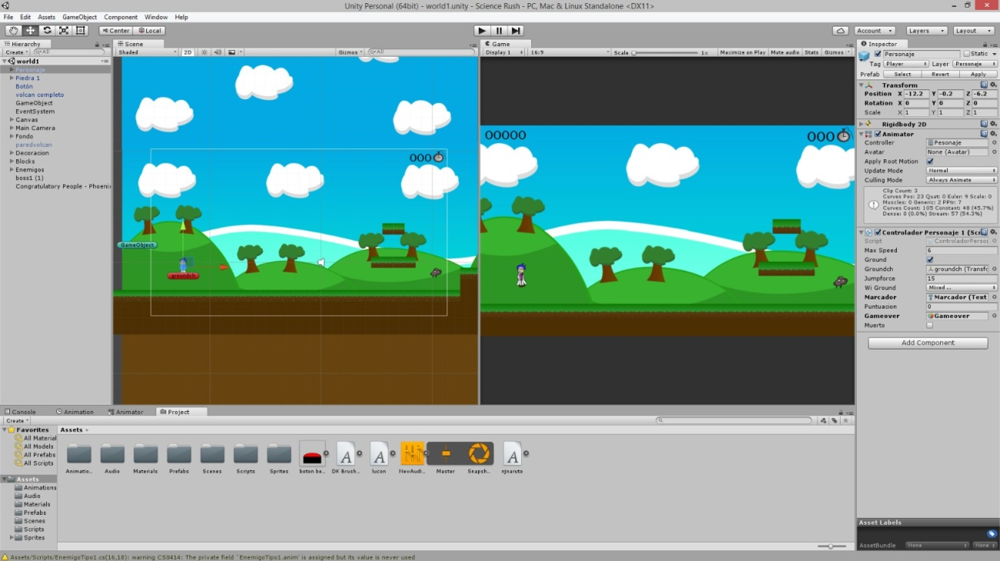 Unity Personal (64bit) - world1.unity - Science Rush - PC, Mac & Linux Standalone <DX11>
File Edit Assets GameObject Component Window Help
Center Local
Account Layers Layout
Hierarchy
Create All
world1
Personaje
Piedra 1
Botón
volcan completo
GameObject
EventSystem
Canvas
Main Camera
Fondo
paredvolcan
Decoracion
Blocks
Enemigos
boss1 (1)
Congratulatory People - Phoeni
Scene
Shaded 2D Gizmos All
000
GameObject
groundch
Game
Display 1 16:9 Scale 1x Maximize on Play Mute audio Stats Gizmos
00000 000
Inspector
Personaje Static
Tag Player Layer Personaje
Prefab Select Revert Apply
Transform
Position X -12.2 Y -0.2 Z -6.2
Rotation X 0 Y 0 Z 0
Scale X 1 Y 1 Z 1
Rigidbody 2D
Animator
Controller Pesonaje
Avatar None (Avatar)
Apply Root Motion
Update Mode Normal
Culling Mode Always Animate
Clip Count: 3
Curves Pos: 23 Quat: 0 Euler: 9 Scale: 0
Muscles: 0 Generic: 2 PPtr: 7
Curves Count: 105 Constant: 48 (45.7%)
Dense: 0 (0.0%) Stream: 57 (54.3%)
Controlador Personaje 1 (Scr
Script ControladorPerso
Max Speed 6
Ground
Groundch groundch (Transfo
Jumpforce 15
Wi Ground Mixed ...
Marcador Marcador (Text
Puntuacion 0
Gameover Gameover
Muerto
Add Component
Console Animation Animator Project
Create
Favorites
All Material
All Models
All Prefabs
All Scripts
Assets
Animations
Audio
Materials
Prefabs
Scenes
Scripts
Sprites
Assets
Animatio... Audio Materials Prefabs Scenes Scripts Sprites boton be... DK Brush... lucon NewAudi... Master Snapsh... njnaruto
Asset Labels
AssetBundle None None
Assets/Scripts/EnemigoTipo1.cs(16,18): warning CS0414: The private field `EnemigoTipo1.anim' is assigned but its value is never used